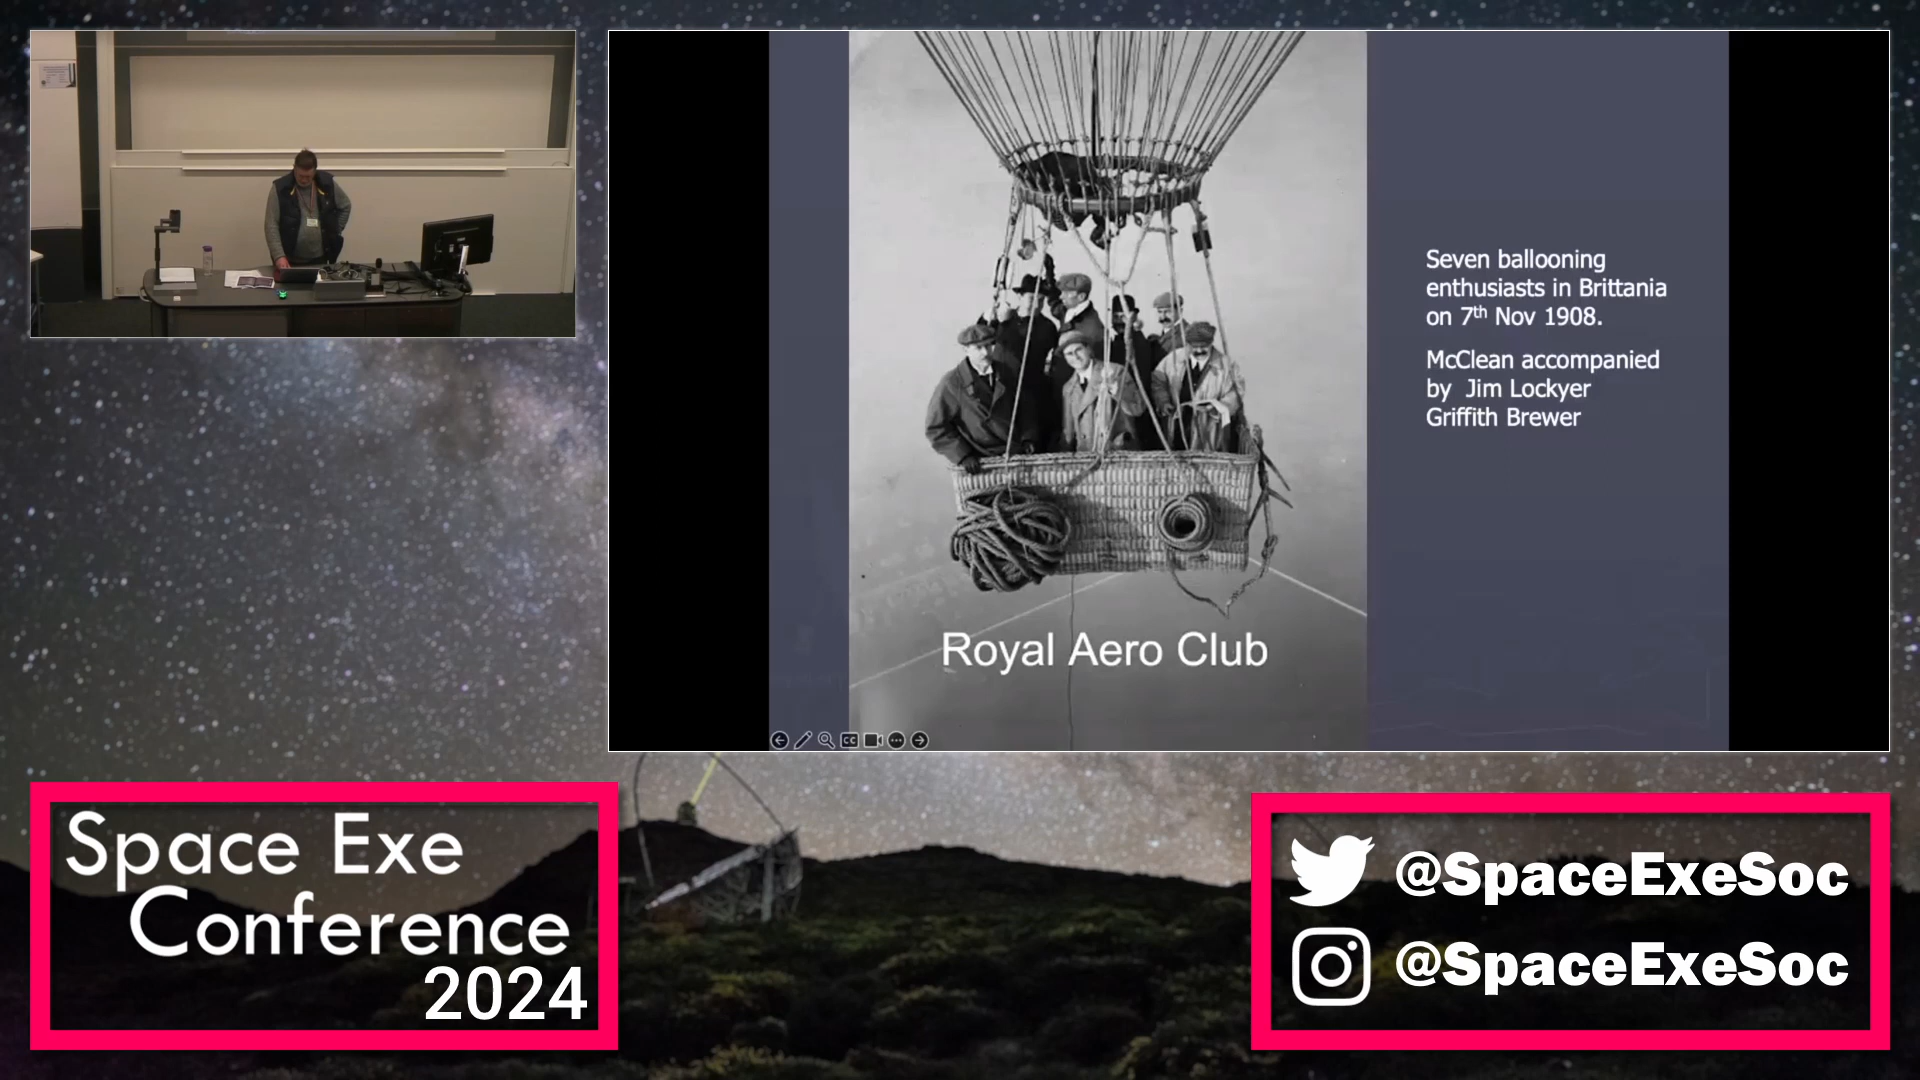 Seven ballooning
enthusiasts in Brittania
on 7th Nov 1908.
McClean accompanied
by Jim Lockyer
Griffith Brewer
Royal Aero Club
CC
Space Exe
Conference
2024
@SpaceExeSoc
@SpaceExeSoc